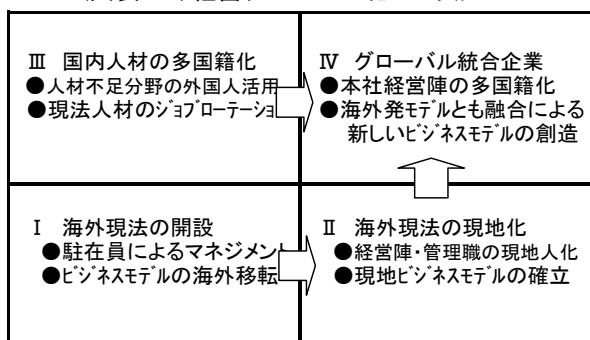 Ⅲ 国内人材の多国籍化
●人材不足分野の外国人活用
●現法人材のジョブローテーショ
Ⅳ グローバル統合企業
●本社経営陣の多国籍化
●海外発モデルとも融合による
新しいビジネスモデルの創造
Ⅰ 海外現法の開設
●駐在員によるマネジメント
●ビジネスモデルの海外移転
Ⅱ 海外現法の現地化
●経営陣・管理職の現地人化
●現地ビジネスモデルの確立